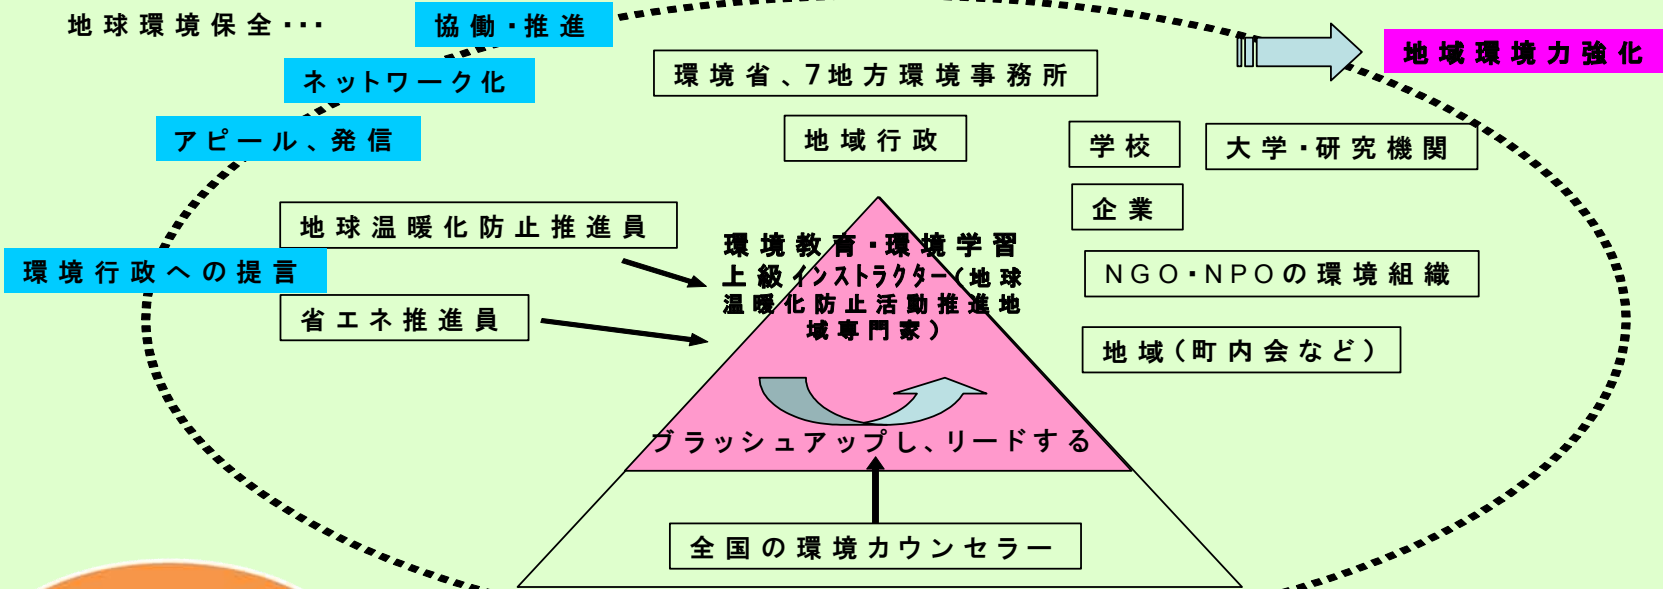 地球環境保全･･･
協働・推進
ネットワーク化
アピール、発信
環境行政への提言
地域環境力強化
環境省、7地方環境事務所
地域行政
学校
大学・研究機関
企業
NGO・NPOの環境組織
地域(町内会など)
地球温暖化防止推進員
省エネ推進員
環境教育・環境学習
上級インストラクター(地球
温暖化防止活動推進地
域専門家)
ブラッシュアップし、リードする
全国の環境カウンセラー